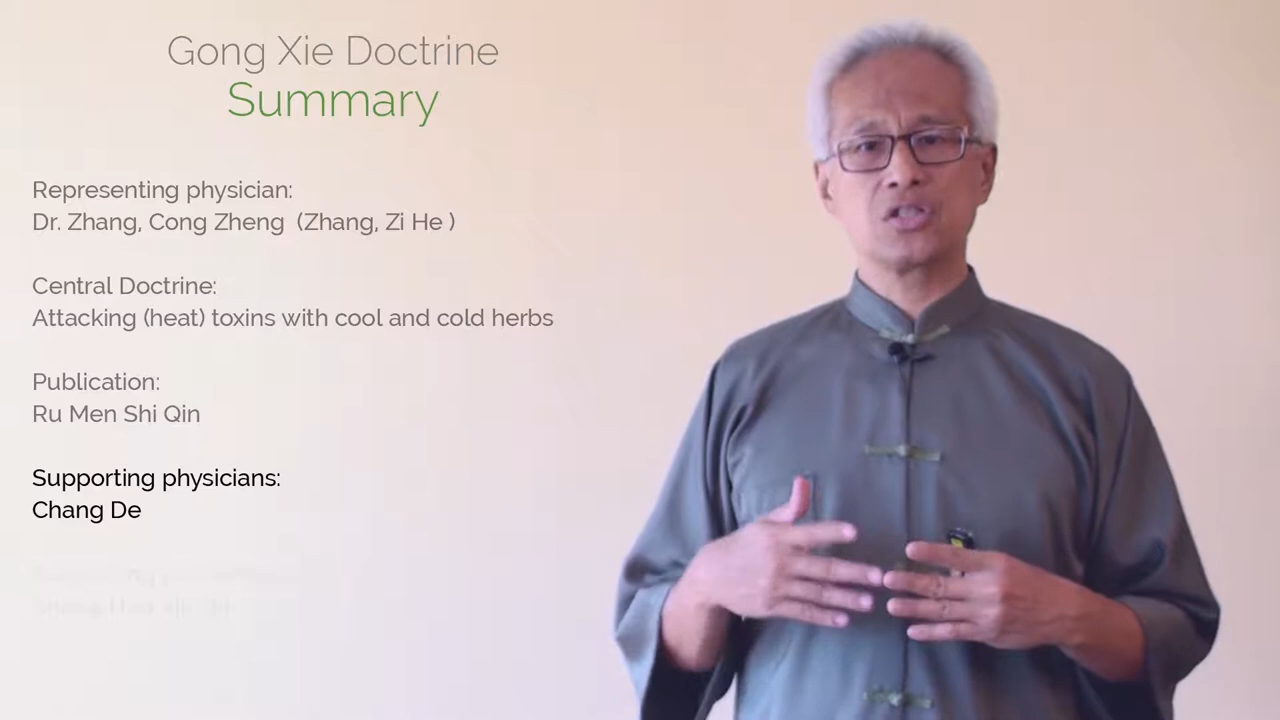 Gong Xie Doctrine
Summary
Representing physician:
Dr. Zhang, Cong Zheng (Zhang, Zi He )
Central Doctrine:
Attacking (heat) toxins with cool and cold herbs
Publication:
Ru Men Shi Qin
Supporting physicians:
Chang De